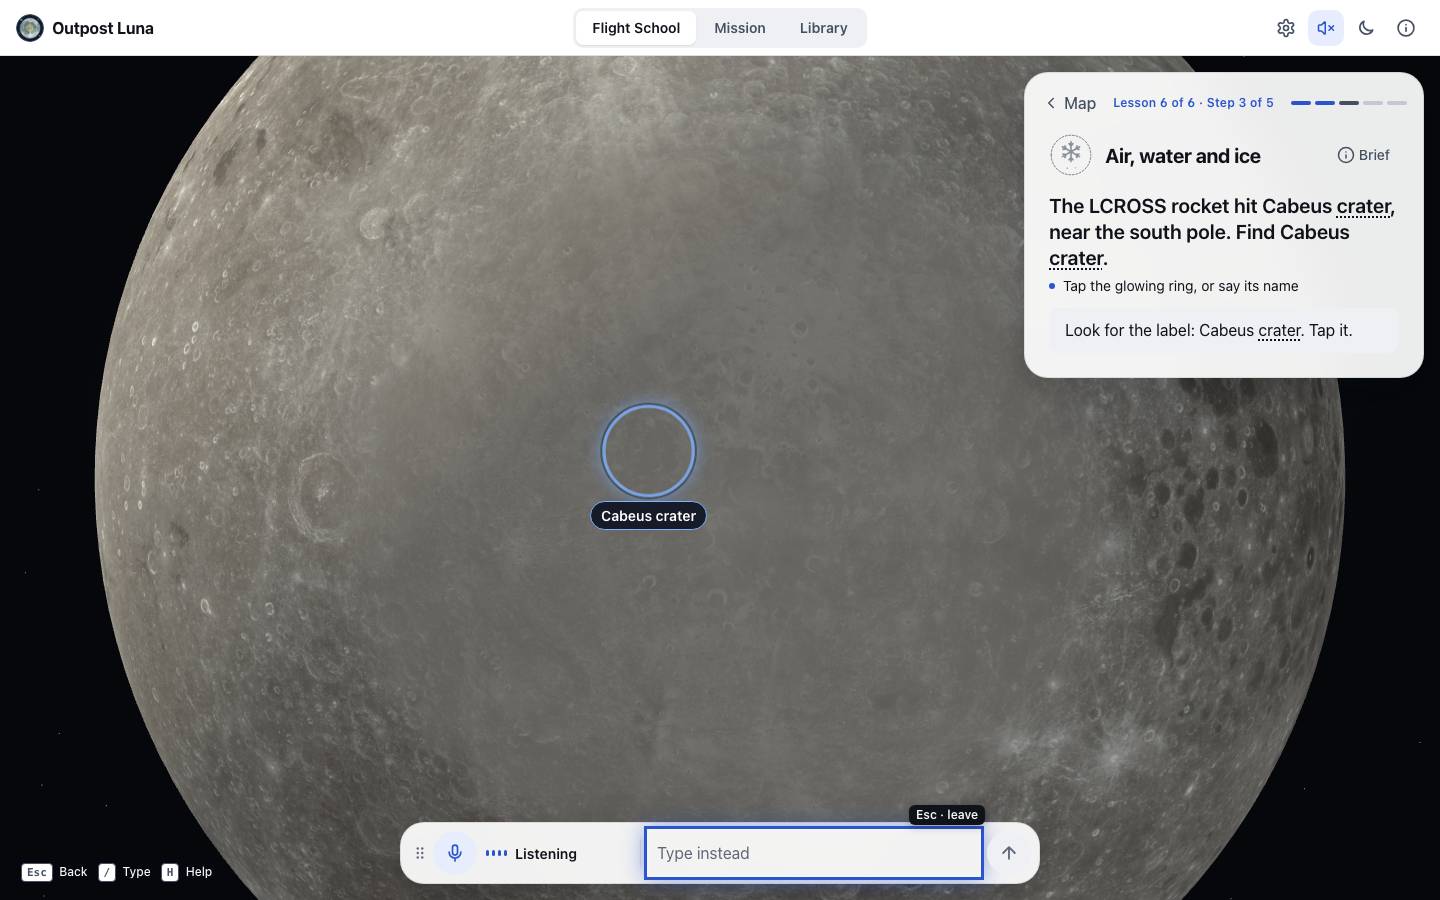 Outpost Luna
Flight School
Mission
Library
Map
Lesson 6 of 6 · Step 3 of 5
Air, water and ice
Brief
The LCROSS rocket hit Cabeus crater,
near the south pole. Find Cabeus
crater.
Tap the glowing ring, or say its name
Look for the label: Cabeus crater. Tap it.
Cabeus crater
Esc · leave
Listening
Type instead
Esc Back / Type H Help